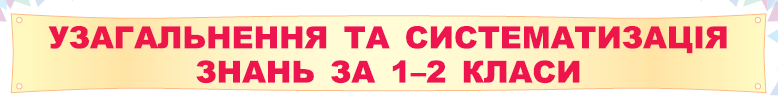 УЗАГАЛЬНЕННЯ ТА СИСТЕМАТИЗАЦІЯ
ЗНАНЬ ЗА 1–2 КЛАСИ